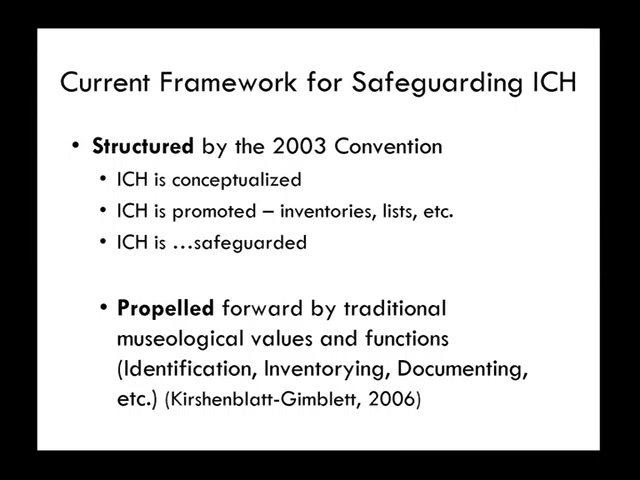 Current Framework for Safeguarding ICH
• Structured by the 2003 Convention
• ICH is conceptualized
• ICH is promoted – inventories, lists, etc.
• ICH is …safeguarded
• Propelled forward by traditional
museological values and functions
(Identification, Inventorying, Documenting,
etc.) (Kirshenblatt-Gimblett, 2006)